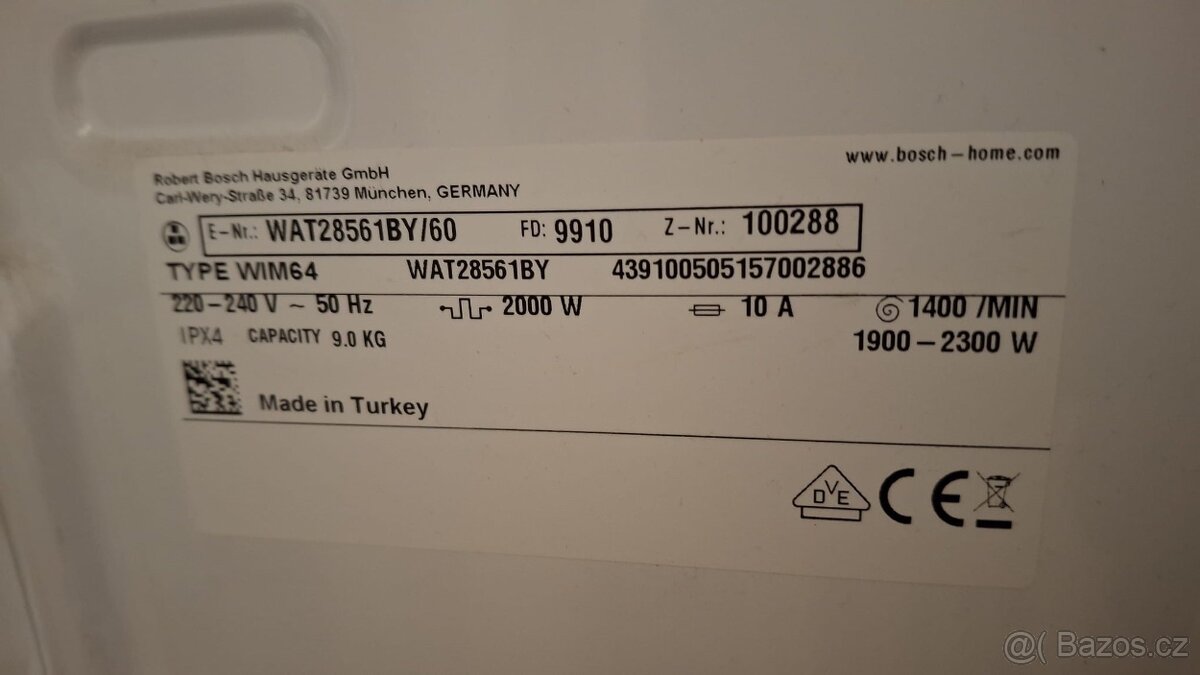 www.bosch-home.com
Robert Bosch Hausgeräte GmbH
Carl-Wery-Straße 34, 81739 München, GERMANY
E-Nr.: WAT28561BY/60 FD: 9910 Z-Nr.: 100288
TYPE WIM64 WAT28561BY 439100505157002886
220-240 V ~ 50 Hz 2000 W 10 A 1400 /MIN
IPX4 CAPACITY 9.0 KG 1900-2300 W
Made in Turkey
DVE CE
@( Bazos.cz